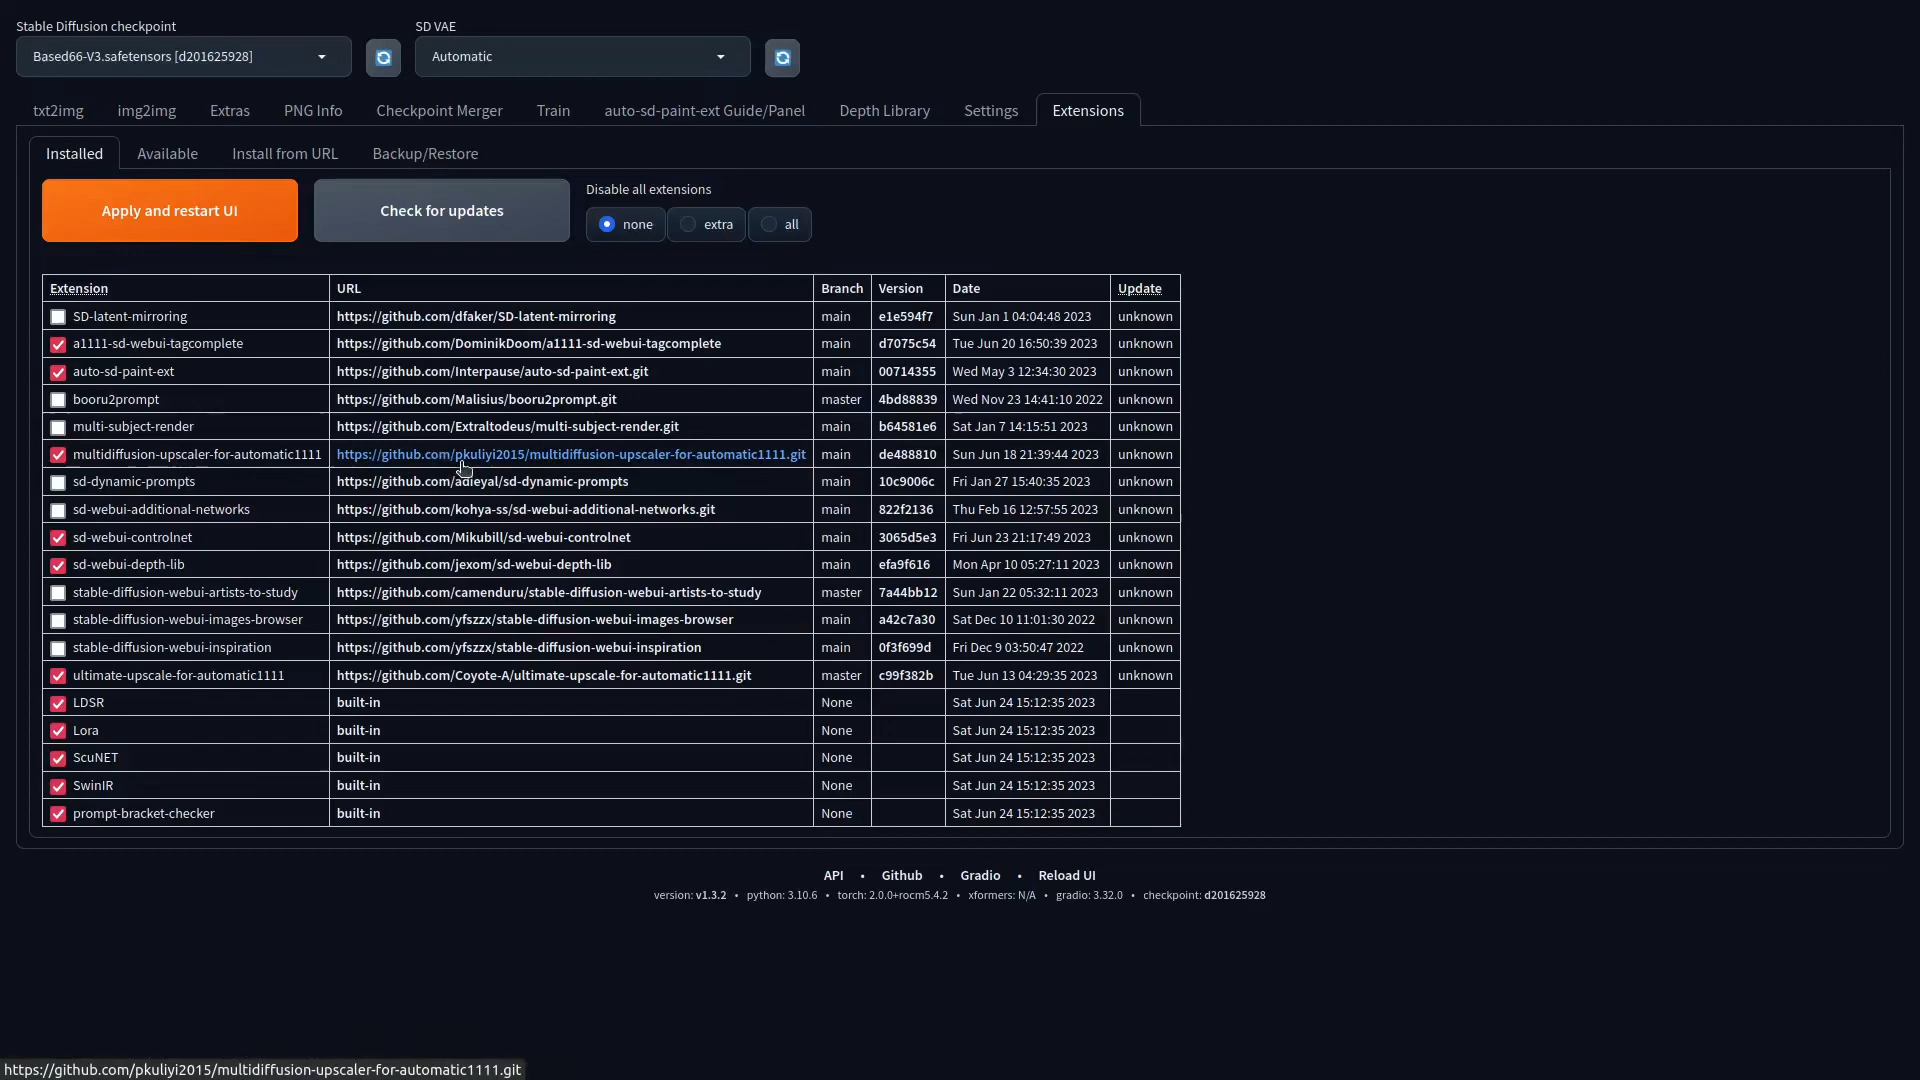 Stable Diffusion checkpoint SD VAE
Based66-V3.safetensors [d201625928] Automatic
txt2img img2img Extras PNG Info Checkpoint Merger Train auto-sd-paint-ext Guide/Panel Depth Library Settings Extensions
Installed Available Install from URL Backup/Restore
Disable all extensions
Apply and restart UI Check for updates none extra all
Extension URL Branch Version Date Update
SD-latent-mirroring https://github.com/dfaker/SD-latent-mirroring main e1e594f7 Sun Jan 1 04:04:48 2023 unknown
a1111-sd-webui-tagcomplete https://github.com/DominikDoom/a1111-sd-webui-tagcomplete main d7075c54 Tue Jun 20 16:50:39 2023 unknown
auto-sd-paint-ext https://github.com/Interpause/auto-sd-paint-ext.git main 00714355 Wed May 3 12:34:30 2023 unknown
booru2prompt https://github.com/Malisius/booru2prompt.git master 4bd88839 Wed Nov 23 14:41:10 2022 unknown
multi-subject-render https://github.com/Extraltodeus/multi-subject-render.git main b64581e6 Sat Jan 7 14:15:51 2023 unknown
multidiffusion-upscaler-for-automatic1111 https://github.com/pkuliyi2015/multidiffusion-upscaler-for-automatic1111.git main de488810 Sun Jun 18 21:39:44 2023 unknown
sd-dynamic-prompts https://github.com/adieyal/sd-dynamic-prompts main 10c9006c Fri Jan 27 15:40:35 2023 unknown
sd-webui-additional-networks https://github.com/kohya-ss/sd-webui-additional-networks.git main 822f2136 Thu Feb 16 12:57:55 2023 unknown
sd-webui-controlnet https://github.com/Mikubill/sd-webui-controlnet main 3065d5e3 Fri Jun 23 21:17:49 2023 unknown
sd-webui-depth-lib https://github.com/jexom/sd-webui-depth-lib main efa9f616 Mon Apr 10 05:27:11 2023 unknown
stable-diffusion-webui-artists-to-study https://github.com/camenduru/stable-diffusion-webui-artists-to-study master 7a44bb12 Sun Jan 22 05:32:11 2023 unknown
stable-diffusion-webui-images-browser https://github.com/yfszzx/stable-diffusion-webui-images-browser main a42c7a30 Sat Dec 10 11:01:30 2022 unknown
stable-diffusion-webui-inspiration https://github.com/yfszzx/stable-diffusion-webui-inspiration main 0f3f699d Fri Dec 9 03:50:47 2022 unknown
ultimate-upscale-for-automatic1111 https://github.com/Coyote-A/ultimate-upscale-for-automatic1111.git master c99f382b Tue Jun 13 04:29:35 2023 unknown
LDSR built-in None Sat Jun 24 15:12:35 2023
Lora built-in None Sat Jun 24 15:12:35 2023
ScuNET built-in None Sat Jun 24 15:12:35 2023
SwinIR built-in None Sat Jun 24 15:12:35 2023
prompt-bracket-checker built-in None Sat Jun 24 15:12:35 2023
API • Github • Gradio • Reload UI
version: v1.3.2 • python: 3.10.6 • torch: 2.0.0+rocm5.4.2 • xformers: N/A • gradio: 3.32.0 • checkpoint: d201625928
https://github.com/pkuliyi2015/multidiffusion-upscaler-for-automatic1111.git